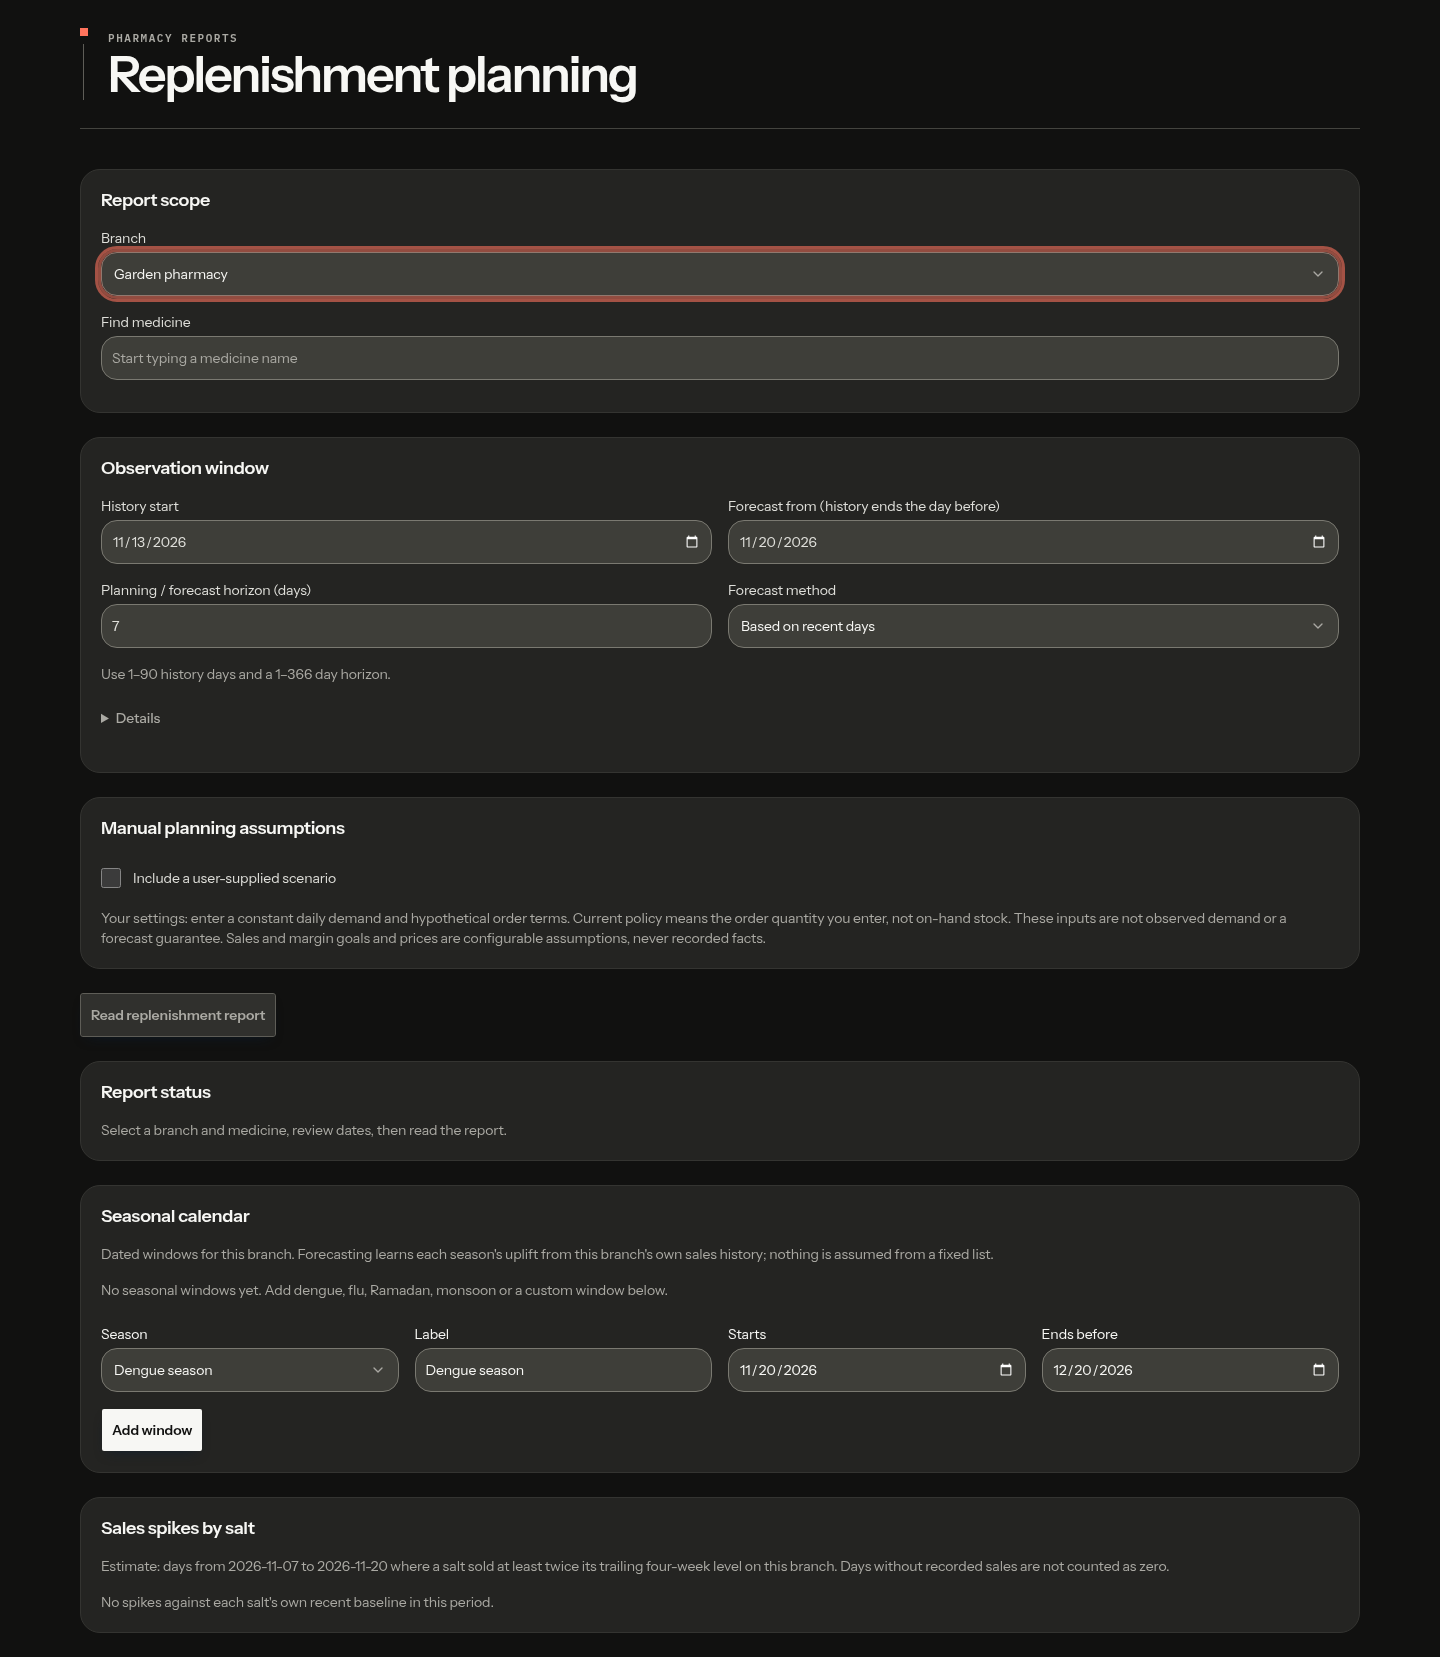 PHARMACY REPORTS
Replenishment planning
Report scope
Branch
Garden pharmacy
Find medicine
Start typing a medicine name
Observation window
History start
11/13/2026
Forecast from (history ends the day before)
11/20/2026
Planning / forecast horizon (days)
7
Forecast method
Based on recent days
Use 1–90 history days and a 1–366 day horizon.
Details
Manual planning assumptions
Include a user-supplied scenario
Your settings: enter a constant daily demand and hypothetical order terms. Current policy means the order quantity you enter, not on-hand stock. These inputs are not observed demand or a
forecast guarantee. Sales and margin goals and prices are configurable assumptions, never recorded facts.
Read replenishment report
Report status
Select a branch and medicine, review dates, then read the report.
Seasonal calendar
Dated windows for this branch. Forecasting learns each season's uplift from this branch's own sales history; nothing is assumed from a fixed list.
No seasonal windows yet. Add dengue, flu, Ramadan, monsoon or a custom window below.
Season
Dengue season
Label
Dengue season
Starts
11/20/2026
Ends before
12/20/2026
Add window
Sales spikes by salt
Estimate: days from 2026-11-07 to 2026-11-20 where a salt sold at least twice its trailing four-week level on this branch. Days without recorded sales are not counted as zero.
No spikes against each salt's own recent baseline in this period.